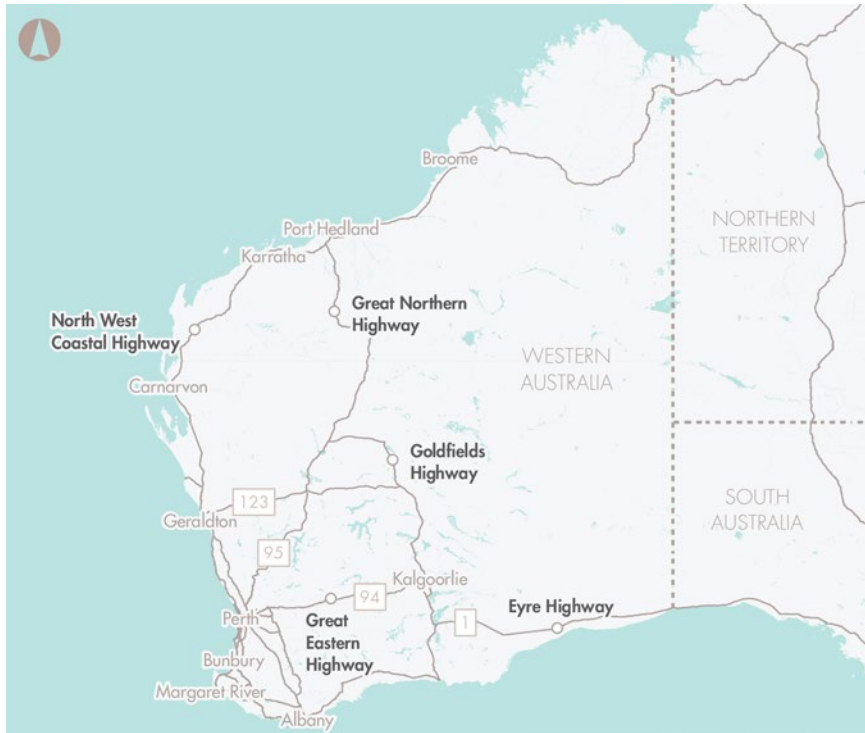 Broome
Port Hedland
Karratha
NORTHERN
TERRITORY
North West
Coastal Highway
Great Northern
Highway
WESTERN
AUSTRALIA
Carnarvon
Goldfields
Highway
123
Geraldton
SOUTH
AUSTRALIA
95
Kalgoorlie
94
Perth
Great
Eastern
Highway
1
Eyre Highway
Bunbury
Margaret River
Albany